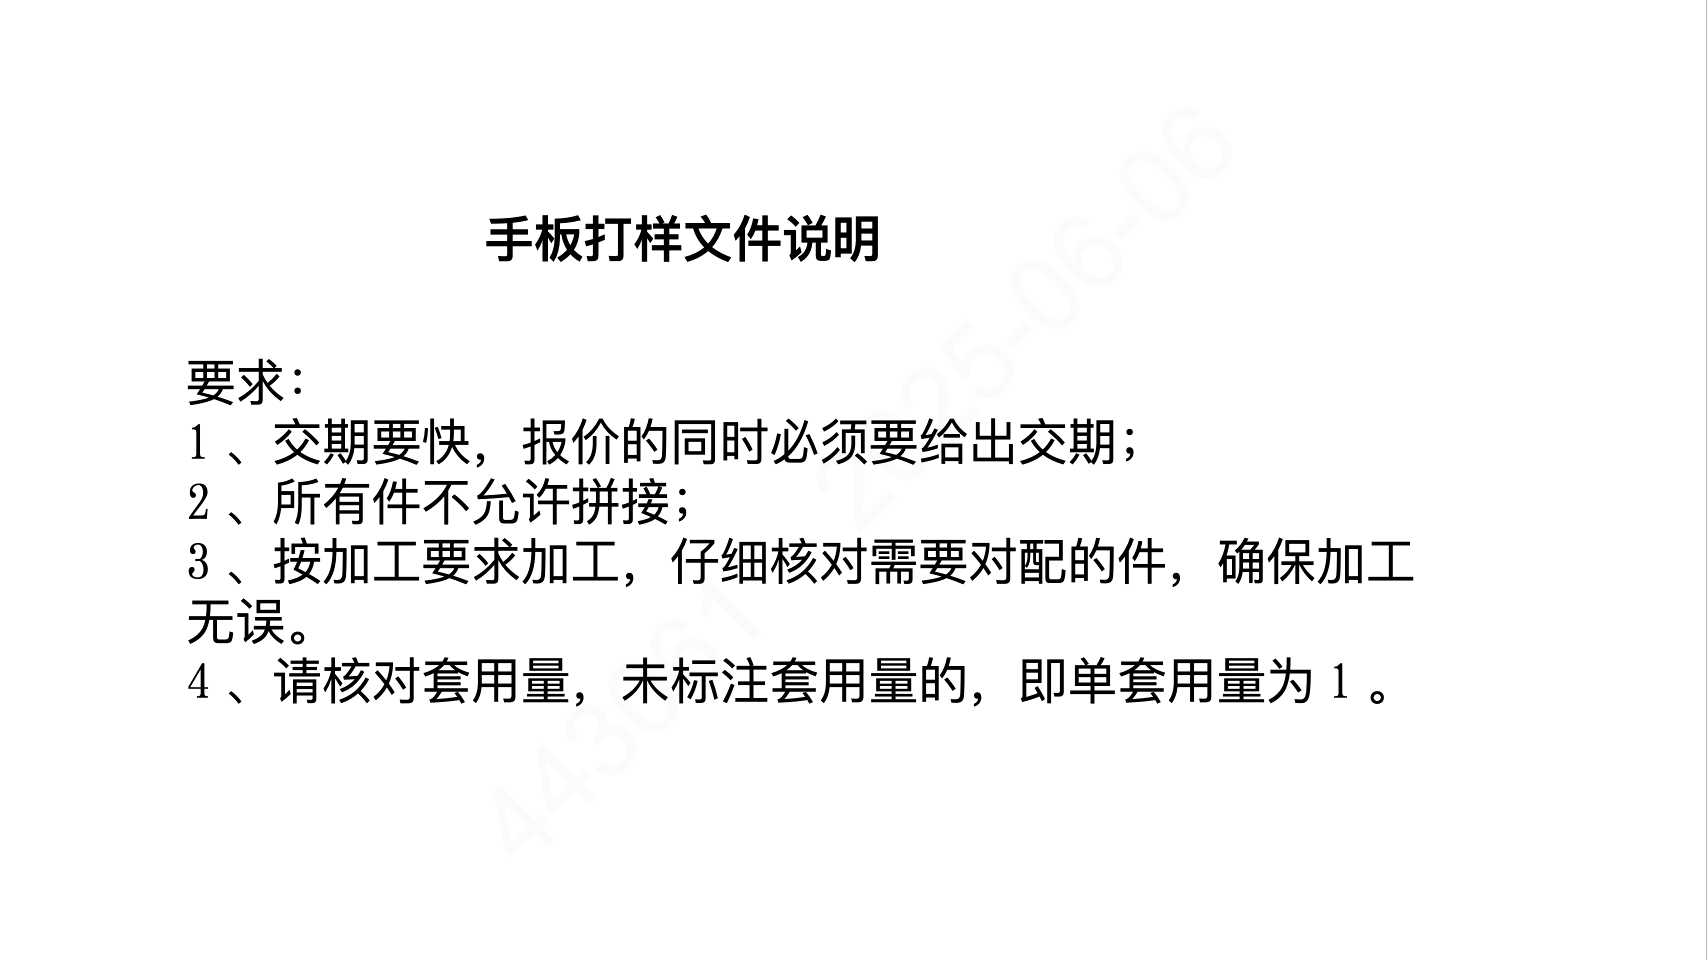 手板打样文件说明
要求：
1、交期要快，报价的同时必须要给出交期；
2、所有件不允许拼接；
3、按加工要求加工，仔细核对需要对配的件，确保加工
无误。
4、请核对套用量，未标注套用量的，即单套用量为1。
2025-06-06